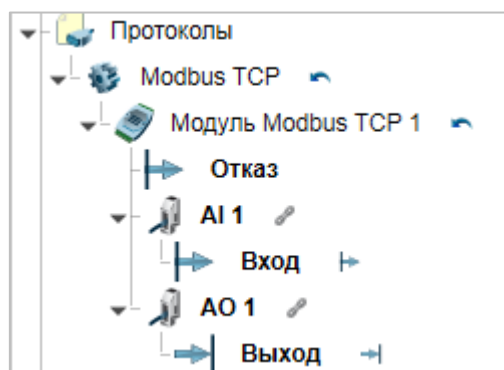 Протоколы
Modbus TCP
Модуль Modbus TCP 1
Отказ
AI 1
Вход
AO 1
Выход